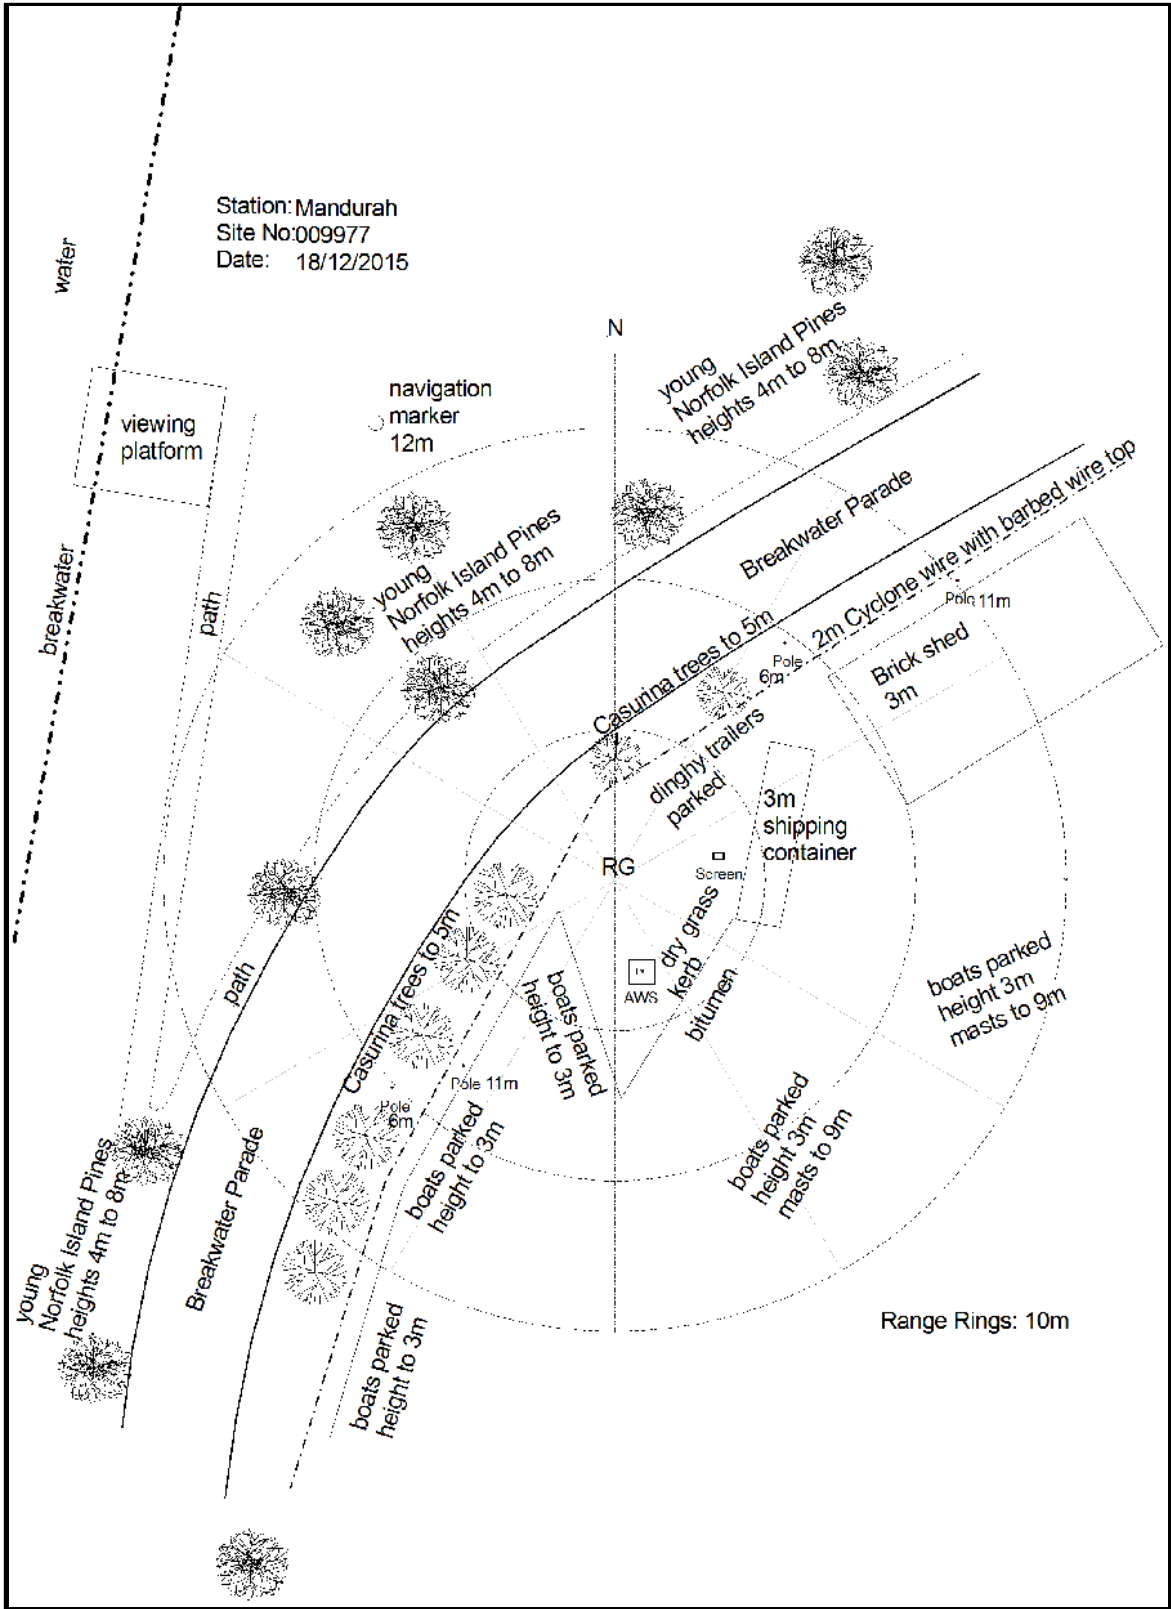 Station: Mandurah
Site No: 009977
Date: 18/12/2015
water
N
young
Norfolk Island Pines
heights 4m to 8m
navigation
marker
12m
viewing
platform
breakwater
path
young
Norfolk Island Pines
heights 4m to 8m
Breakwater Parade
2m Cyclone wire with barbed wire top
Pole 11m
Casurina trees to 5m
Pole
6m
Brick shed
3m
dinghy trailers
parked
3m
shipping
container
RG
Screen
dry grass
kerb
bitumen
AWS
boats parked
height to 3m
boats parked
height 3m
masts to 9m
path
Casurina trees to 5m
Pole 11m
Pole
6m
boats parked
height to 3m
boats parked
height 3m
masts to 9m
young
Norfolk Island Pines
heights 4m to 8m
Breakwater Parade
boats parked
height to 3m
Range Rings: 10m